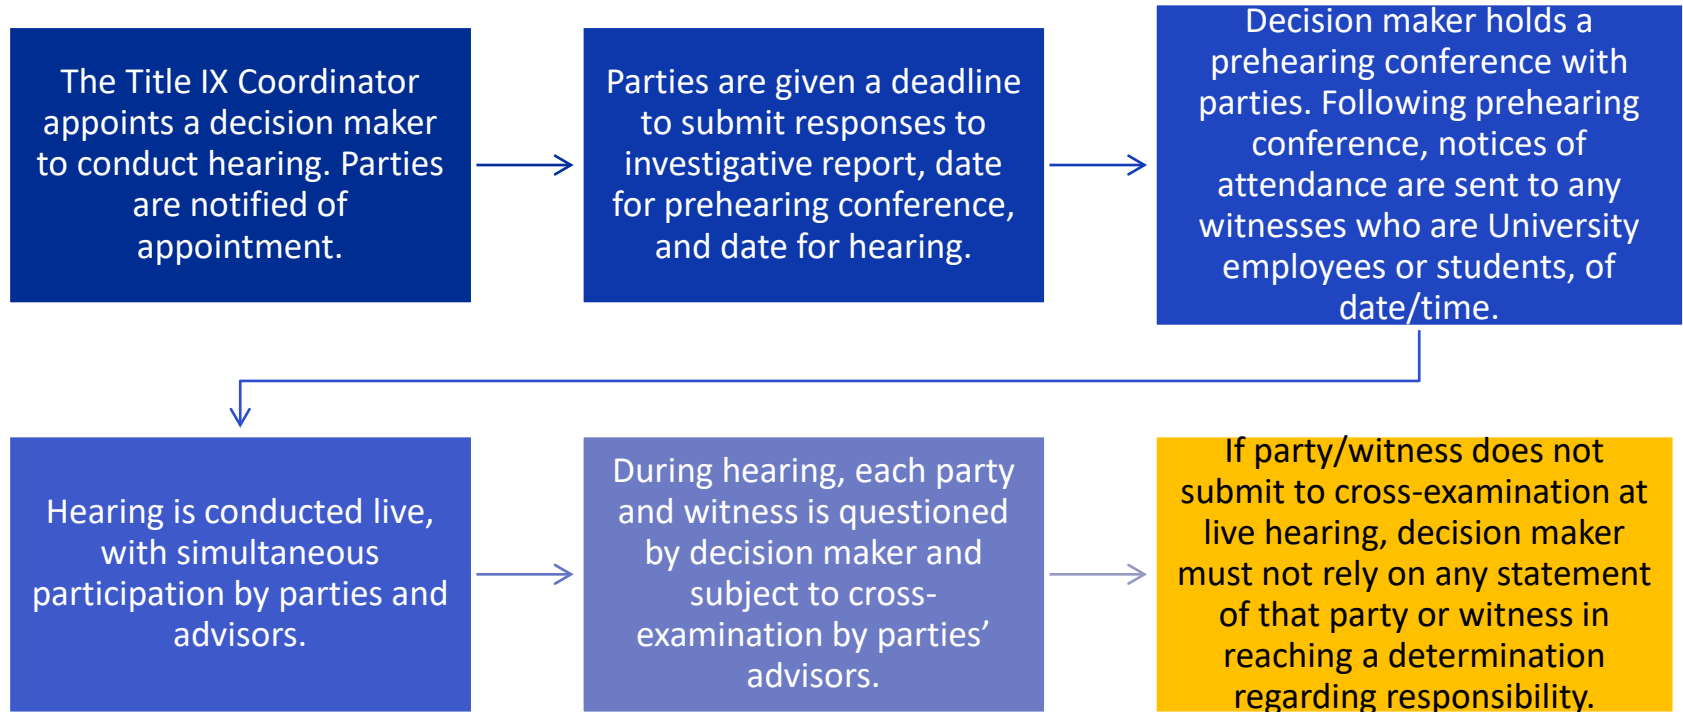 The Title IX Coordinator
appoints a decision maker
to conduct hearing. Parties
are notified of
appointment.
Parties are given a deadline
to submit responses to
investigative report, date
for prehearing conference,
and date for hearing.
Decision maker holds a
prehearing conference with
parties. Following prehearing
conference, notices of
attendance are sent to any
witnesses who are University
employees or students, of
date/time.
Hearing is conducted live,
with simultaneous
participation by parties and
advisors.
During hearing, each party
and witness is questioned
by decision maker and
subject to cross-
examination by parties’
advisors.
If party/witness does not
submit to cross-examination at
live hearing, decision maker
must not rely on any statement
of that party or witness in
reaching a determination
regarding responsibility.